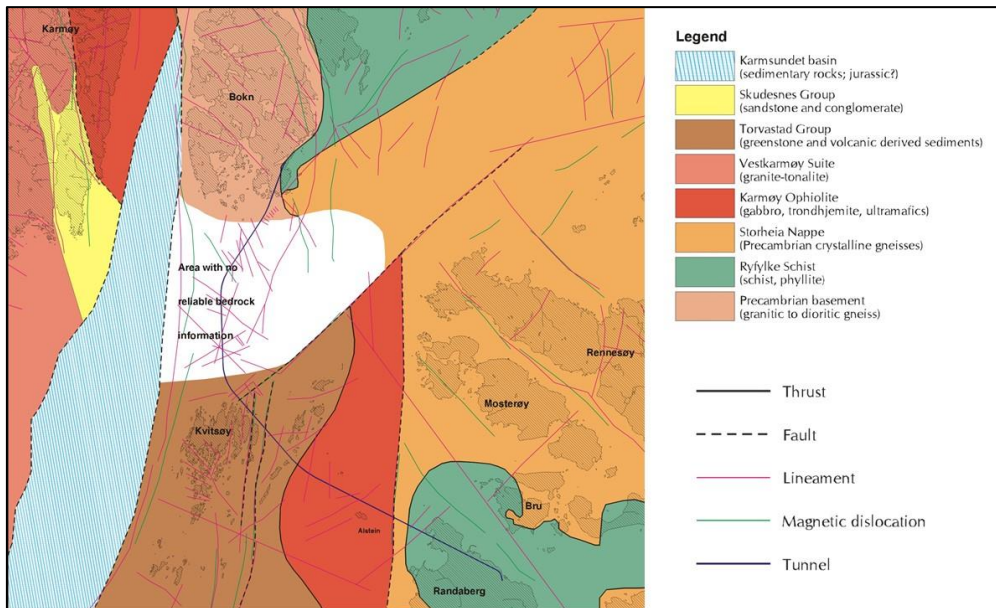 Karmøy
Bokn
Area with no
reliable bedrock
information
Rennesøy
Mosterøy
Kvitsøy
Bru
Alstein
Randaberg
Legend
Karmsundet basin
(sedimentary rocks; jurassic?)
Skudesnes Group
(sandstone and conglomerate)
Torvastad Group
(greenstone and volcanic derived sediments)
Vestkarmøy Suite
(granite-tonalite)
Karmøy Ophiolite
(gabbro, trondhjemite, ultramafics)
Storheia Nappe
(Precambrian crystalline gneisses)
Ryfylke Schist
(schist, phyllite)
Precambrian basement
(granitic to dioritic gneiss)
Thrust
Fault
Lineament
Magnetic dislocation
Tunnel